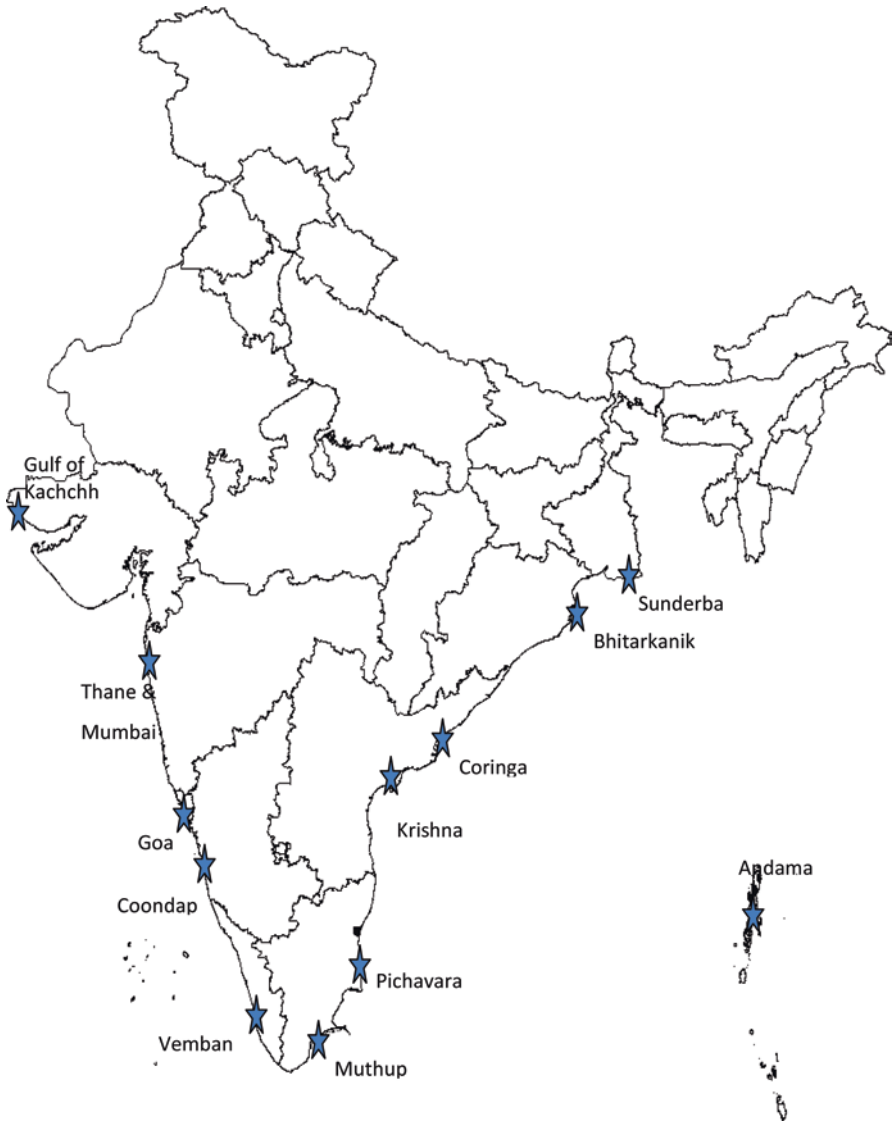 Gulf of
Kachchh
Sunderba
Bhitarkanik
Thane &
Mumbai
Coringa
Krishna
Goa
Andama
Coondap
Pichavara
Vemban
Muthup